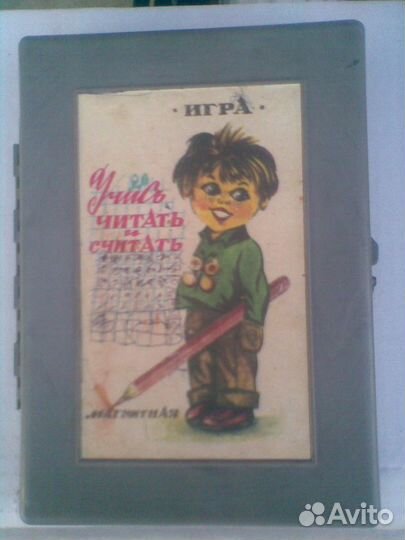 · ИГРА ·
Учись
читать
и
считать
магнитная
Avito